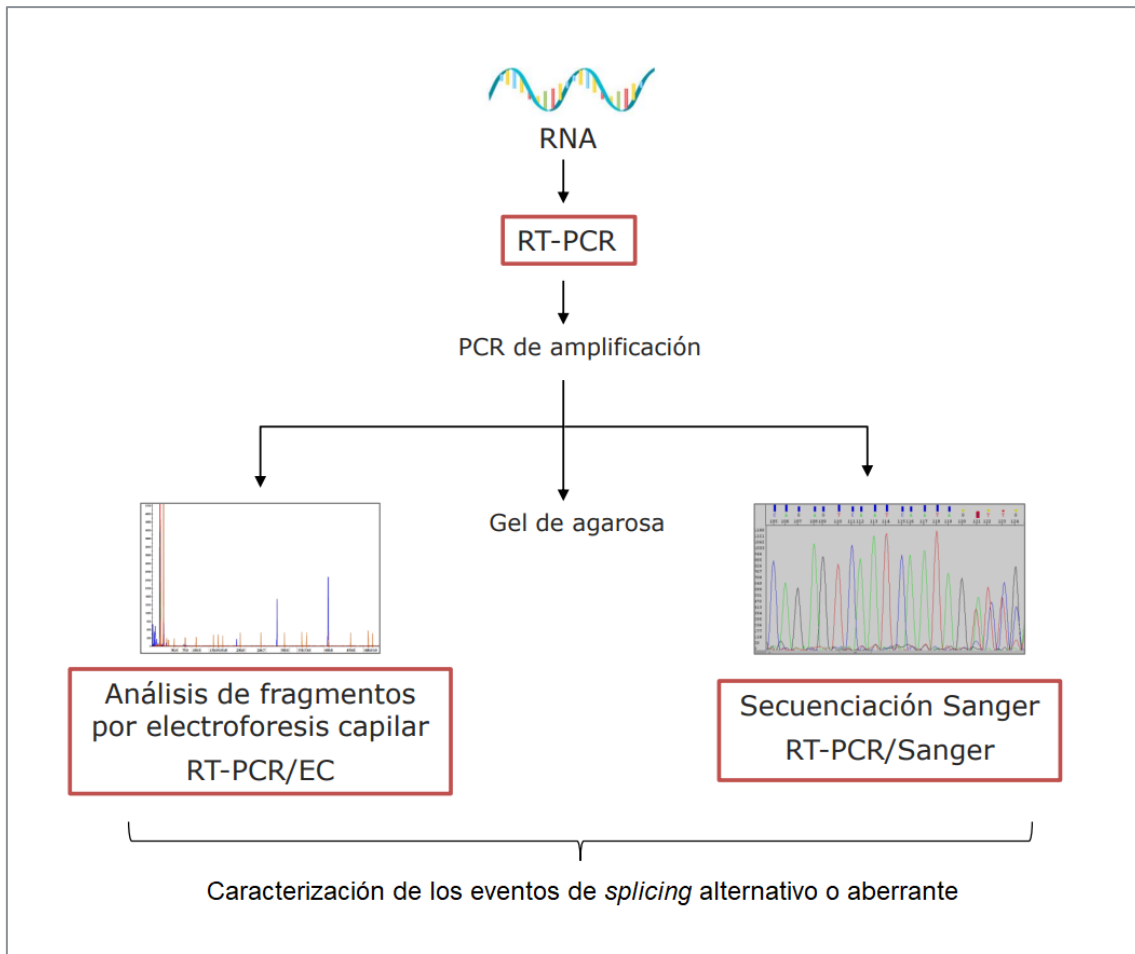 RNA
RT-PCR
PCR de amplificación
Gel de agarosa
Análisis de fragmentos
por electroforesis capilar
RT-PCR/EC
Secuenciación Sanger
RT-PCR/Sanger
Caracterización de los eventos de splicing alternativo o aberrante